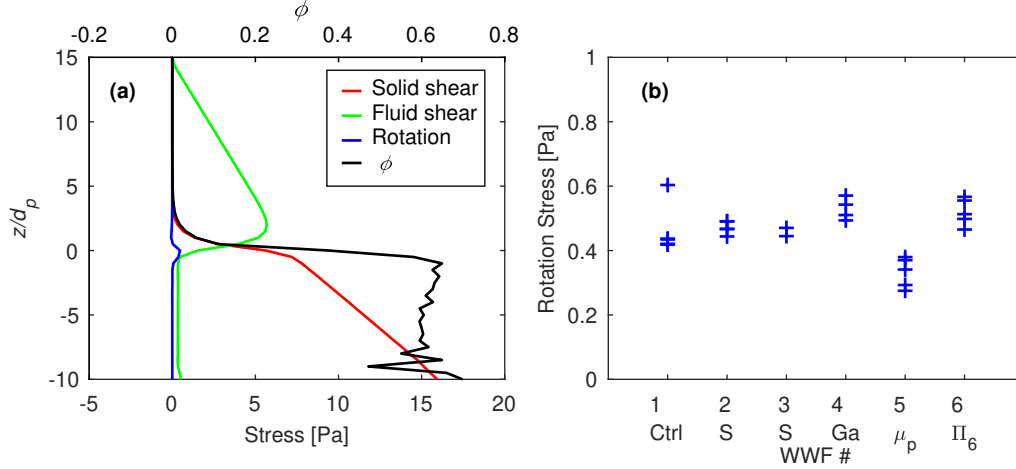 ϕ
-0.2 0 0.2 0.4 0.6 0.8
15
10
5
0
-5
-10
z/d_p
(a)
Solid shear
Fluid shear
Rotation
ϕ
-5 0 5 10 15 20
Stress [Pa]
(b)
1
0.8
0.6
0.4
0.2
0
Rotation Stress [Pa]
1 2 3 4 5 6
Ctrl S S Ga μ_p Π_6
WWF #